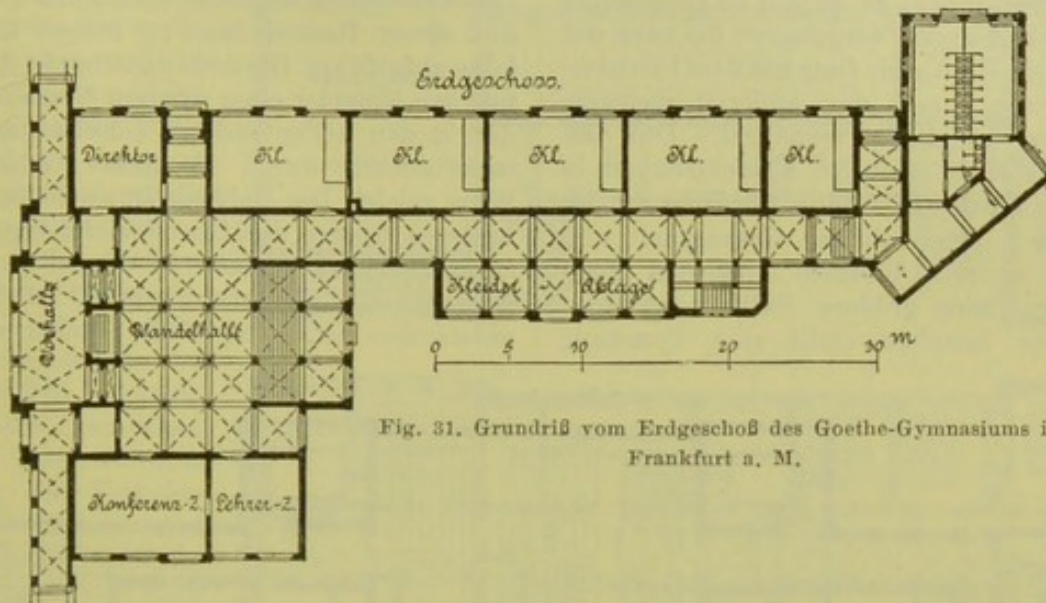 Erdgeschoss.
Direktor
Kl.
Kl.
Kl.
Kl.
Kl.
Vorhalle
Wandelhalle
Kleider - Ablage
0 5 10 20 30 m
Fig. 31. Grundriß vom Erdgeschoß des Goethe-Gymnasiums i
Frankfurt a. M.
Konferenz-Z.
Lehrer-Z.